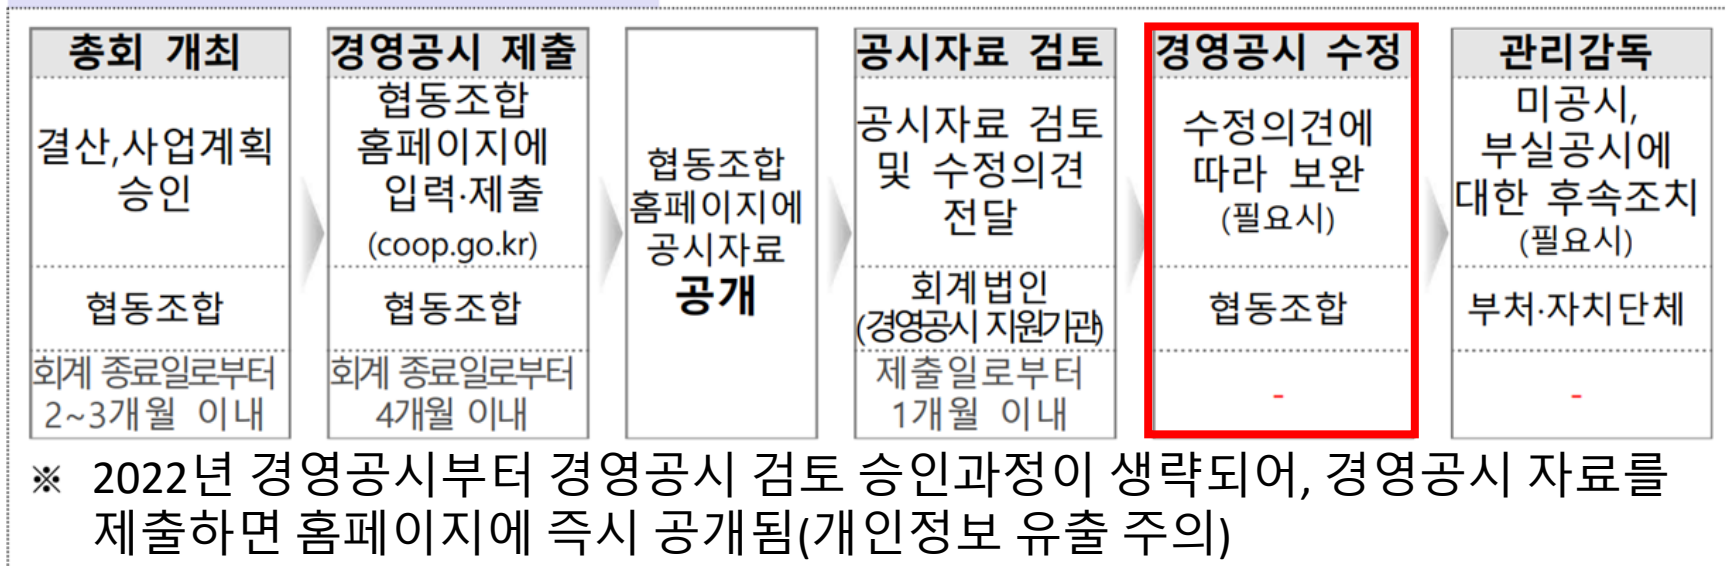 총회 개최
결산,사업계획
승인
협동조합
회계 종료일로부터
2~3개월 이내
경영공시 제출
협동조합
홈페이지에
입력·제출
(coop.go.kr)
협동조합
회계 종료일로부터
4개월 이내
협동조합
홈페이지에
공시자료
공개
공시자료 검토
공시자료 검토
및 수정의견
전달
회계법인
(경영공시 지원기관)
제출일로부터
1개월 이내
경영공시 수정
수정의견에
따라 보완
(필요시)
협동조합
-
관리감독
미공시,
부실공시에
대한 후속조치
(필요시)
부처·자치단체
-
※ 2022년 경영공시부터 경영공시 검토 승인과정이 생략되어, 경영공시 자료를
제출하면 홈페이지에 즉시 공개됨(개인정보 유출 주의)